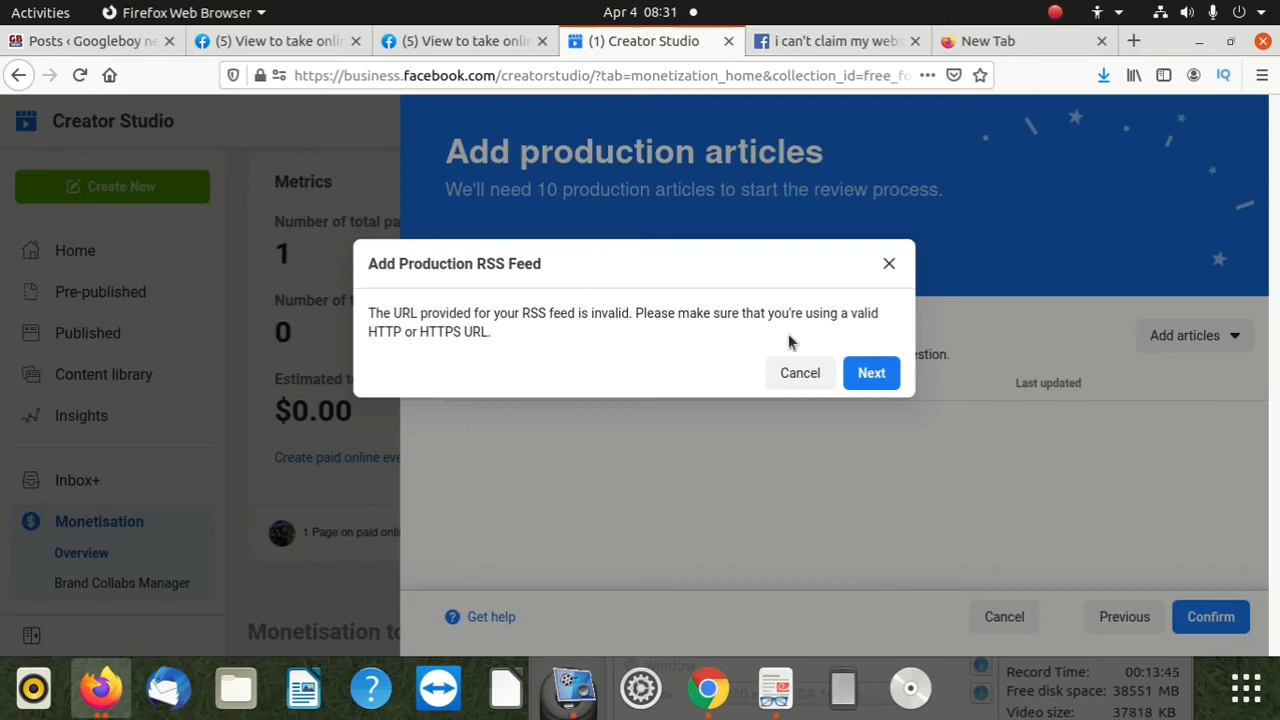 Activities
Firefox Web Browser
Apr 4 08:31
Posts ‹ Googleboy ne
(5) View to take onli
(5) View to take onli
(1) Creator Studio
i can't claim my webs
New Tab
https://business.facebook.com/creatorstudio/?tab=monetization_home&collection_id=free_fo
IQ
Creator Studio
Create New
Home
Pre-published
Published
Content library
Insights
Inbox+
Monetisation
Overview
Brand Collabs Manager
Metrics
Number of total pa
1
Number of
0
Estimated t
$0.00
Create paid online eve
1 Page on paid onli
Monetisation to
Add production articles
We'll need 10 production articles to start the review process.
Add articles
estion.
Last updated
Add Production RSS Feed
The URL provided for your RSS feed is invalid. Please make sure that you're using a valid
HTTP or HTTPS URL.
Cancel
Next
Get help
Cancel
Previous
Confirm
Window
Record Time: 00:13:45
Free disk space: 38551 MB
Video size: 37818 KB